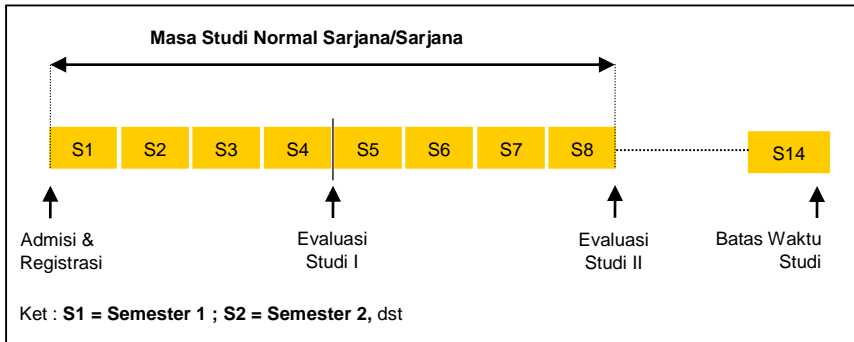 Masa Studi Normal Sarjana/Sarjana
S1 S2 S3 S4 S5 S6 S7 S8 S14
Admisi & Registrasi
Evaluasi Studi I
Evaluasi Studi II
Batas Waktu Studi
Ket : S1 = Semester 1 ; S2 = Semester 2, dst